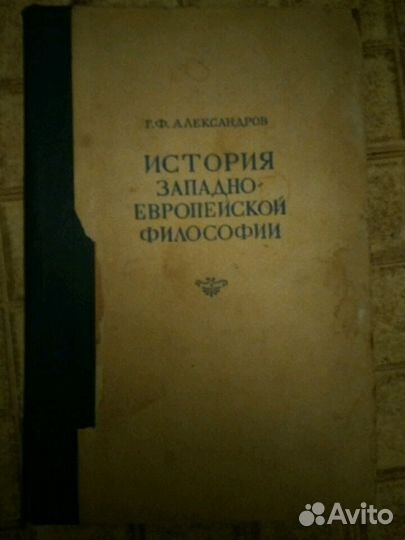 Г.Ф.АЛЕКСАНДРОВ
ИСТОРИЯ
ЗАПАДНО-
ЕВРОПЕЙСКОЙ
ФИЛОСОФИИ
Avito